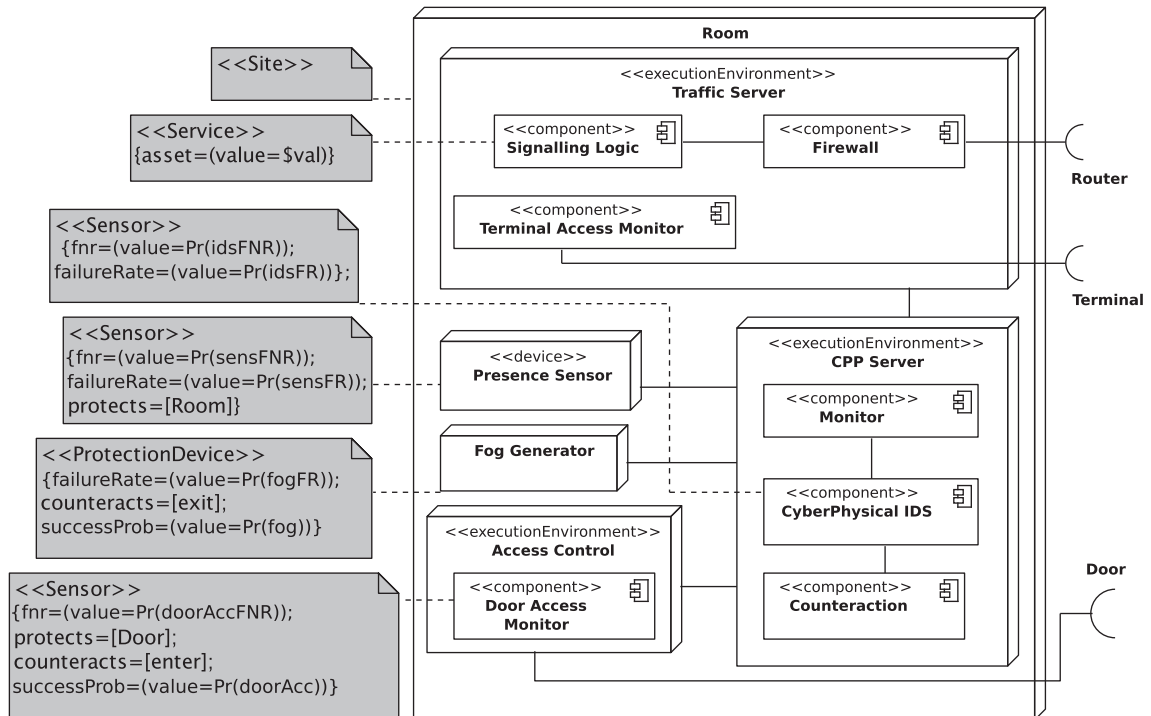 <<Site>>
<<Service>>
{asset=(value=$val)}
<<Sensor>>
{fnr=(value=Pr(idsFNR));
failureRate=(value=Pr(idsFR))};
<<Sensor>>
{fnr=(value=Pr(sensFNR));
failureRate=(value=Pr(sensFR));
protects=[Room]}
<<ProtectionDevice>>
{failureRate=(value=Pr(fogFR));
counteracts=[exit];
successProb=(value=Pr(fog))}
<<Sensor>>
{fnr=(value=Pr(doorAccFNR));
protects=[Door];
counteracts=[enter];
successProb=(value=Pr(doorAcc))}
Room
<<executionEnvironment>>
Traffic Server
<<component>>
Signalling Logic
<<component>>
Firewall
<<component>>
Terminal Access Monitor
<<device>>
Presence Sensor
Fog Generator
<<executionEnvironment>>
Access Control
<<component>>
Door Access
Monitor
<<executionEnvironment>>
CPP Server
<<component>>
Monitor
<<component>>
CyberPhysical IDS
<<component>>
Counteraction
Router
Terminal
Door